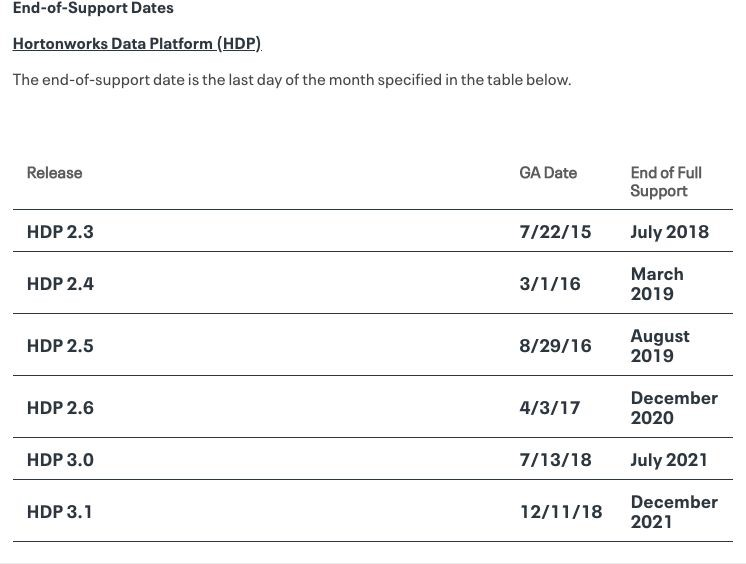 End-of-Support Dates
Hortonworks Data Platform (HDP)
The end-of-support date is the last day of the month specified in the table below.
Release GA Date End of Full
Support
HDP 2.3 7/22/15 July 2018
HDP 2.4 3/1/16 March
2019
HDP 2.5 8/29/16 August
2019
HDP 2.6 4/3/17 December
2020
HDP 3.0 7/13/18 July 2021
HDP 3.1 12/11/18 December
2021